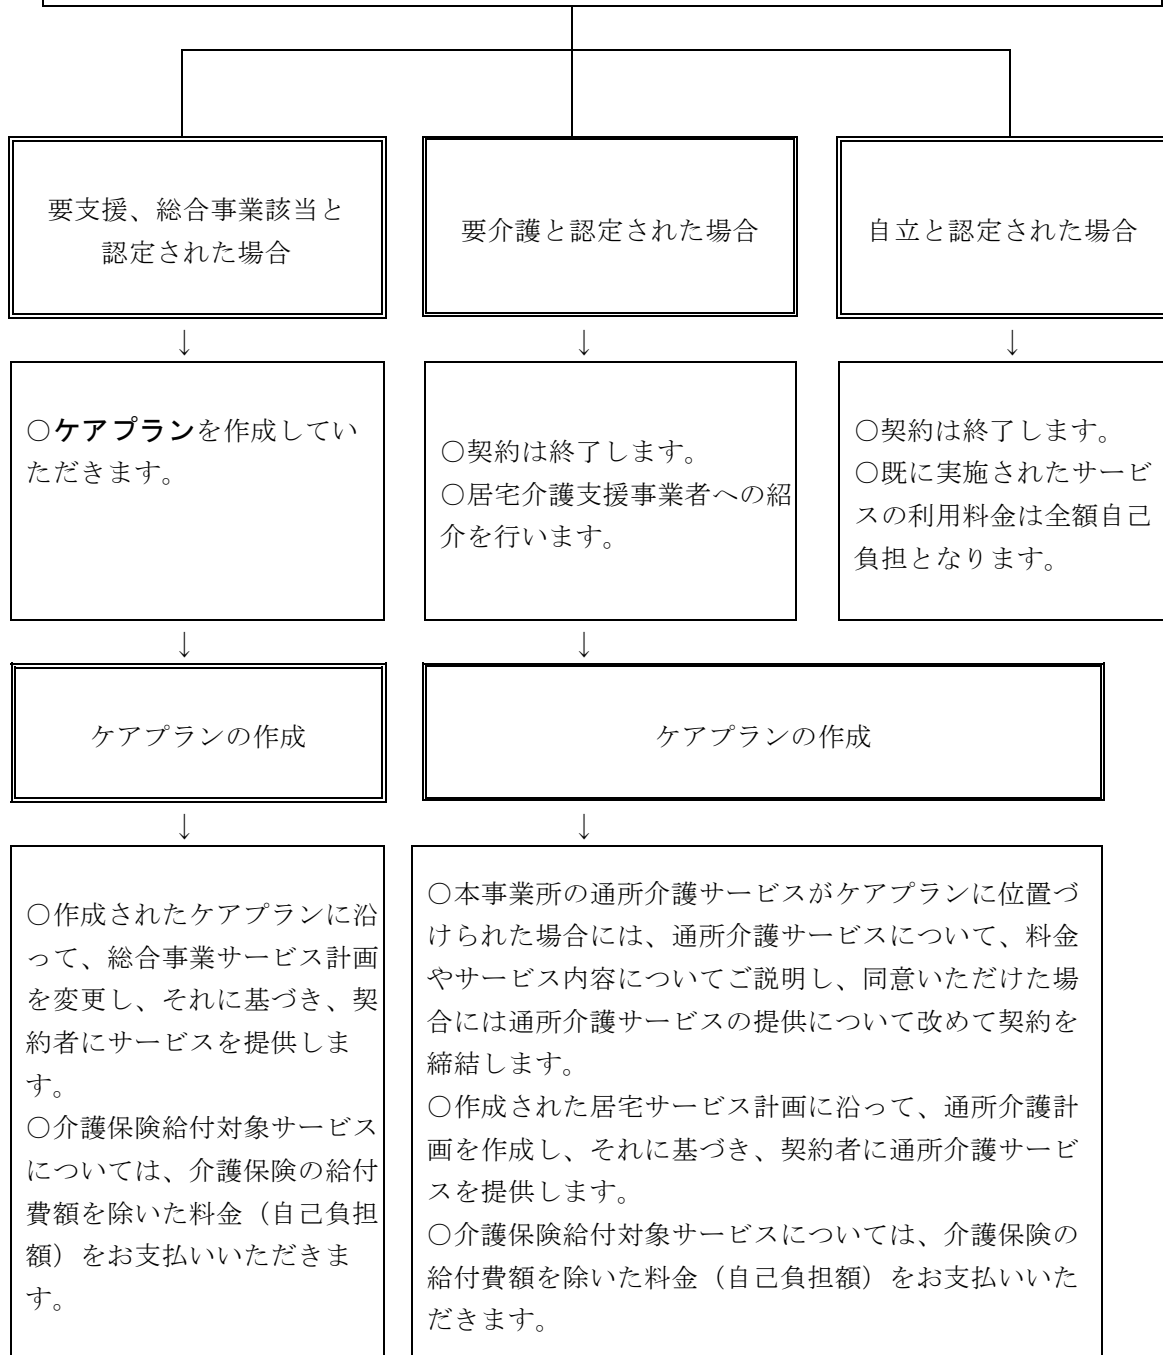 要支援、総合事業該当と
認定された場合
要介護と認定された場合
自立と認定された場合
↓
↓
↓
○ケアプランを作成してい
ただきます。
○契約は終了します。
○居宅介護支援事業者への紹
介を行います。
○契約は終了します。
○既に実施されたサービ
スの利用料金は全額自己
負担となります。
↓
↓
ケアプランの作成
ケアプランの作成
↓
↓
○作成されたケアプランに沿
って、総合事業サービス計画
を変更し、それに基づき、契
約者にサービスを提供しま
す。
○介護保険給付対象サービス
については、介護保険の給付
費額を除いた料金（自己負担
額）をお支払いいただきま
す。
○本事業所の通所介護サービスがケアプランに位置づ
けられた場合には、通所介護サービスについて、料金
やサービス内容についてご説明し、同意いただけた場
合には通所介護サービスの提供について改めて契約を
締結します。
○作成された居宅サービス計画に沿って、通所介護計
画を作成し、それに基づき、契約者に通所介護サービ
スを提供します。
○介護保険給付対象サービスについては、介護保険の
給付費額を除いた料金（自己負担額）をお支払いいた
だきます。